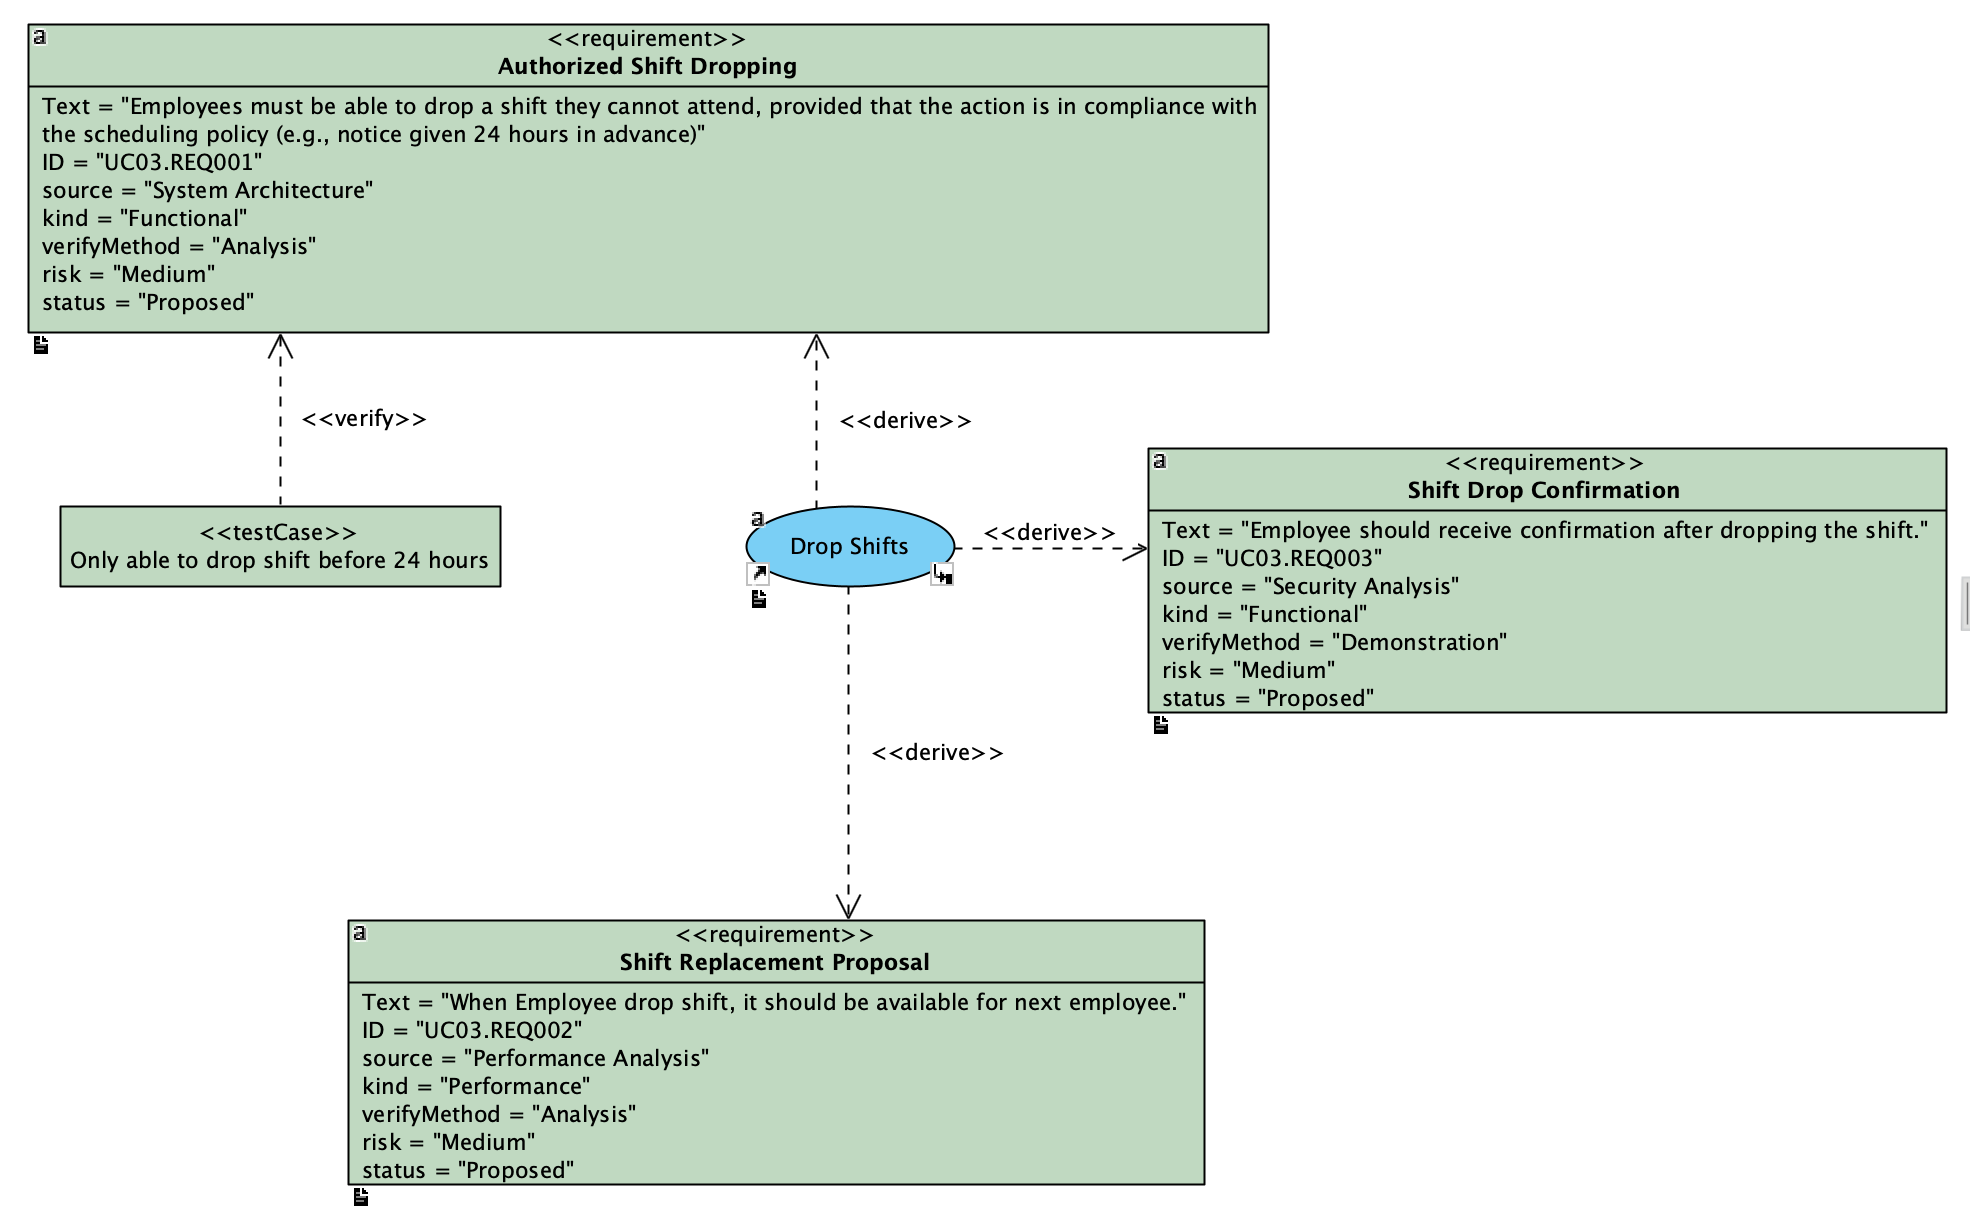 <<requirement>>
Authorized Shift Dropping
Text = "Employees must be able to drop a shift they cannot attend, provided that the action is in compliance with
the scheduling policy (e.g., notice given 24 hours in advance)"
ID = "UC03.REQ001"
source = "System Architecture"
kind = "Functional"
verifyMethod = "Analysis"
risk = "Medium"
status = "Proposed"
<<verify>>
<<derive>>
<<testCase>>
Only able to drop shift before 24 hours
Drop Shifts
<<derive>>
<<requirement>>
Shift Drop Confirmation
Text = "Employee should receive confirmation after dropping the shift."
ID = "UC03.REQ003"
source = "Security Analysis"
kind = "Functional"
verifyMethod = "Demonstration"
risk = "Medium"
status = "Proposed"
<<derive>>
<<requirement>>
Shift Replacement Proposal
Text = "When Employee drop shift, it should be available for next employee."
ID = "UC03.REQ002"
source = "Performance Analysis"
kind = "Performance"
verifyMethod = "Analysis"
risk = "Medium"
status = "Proposed"